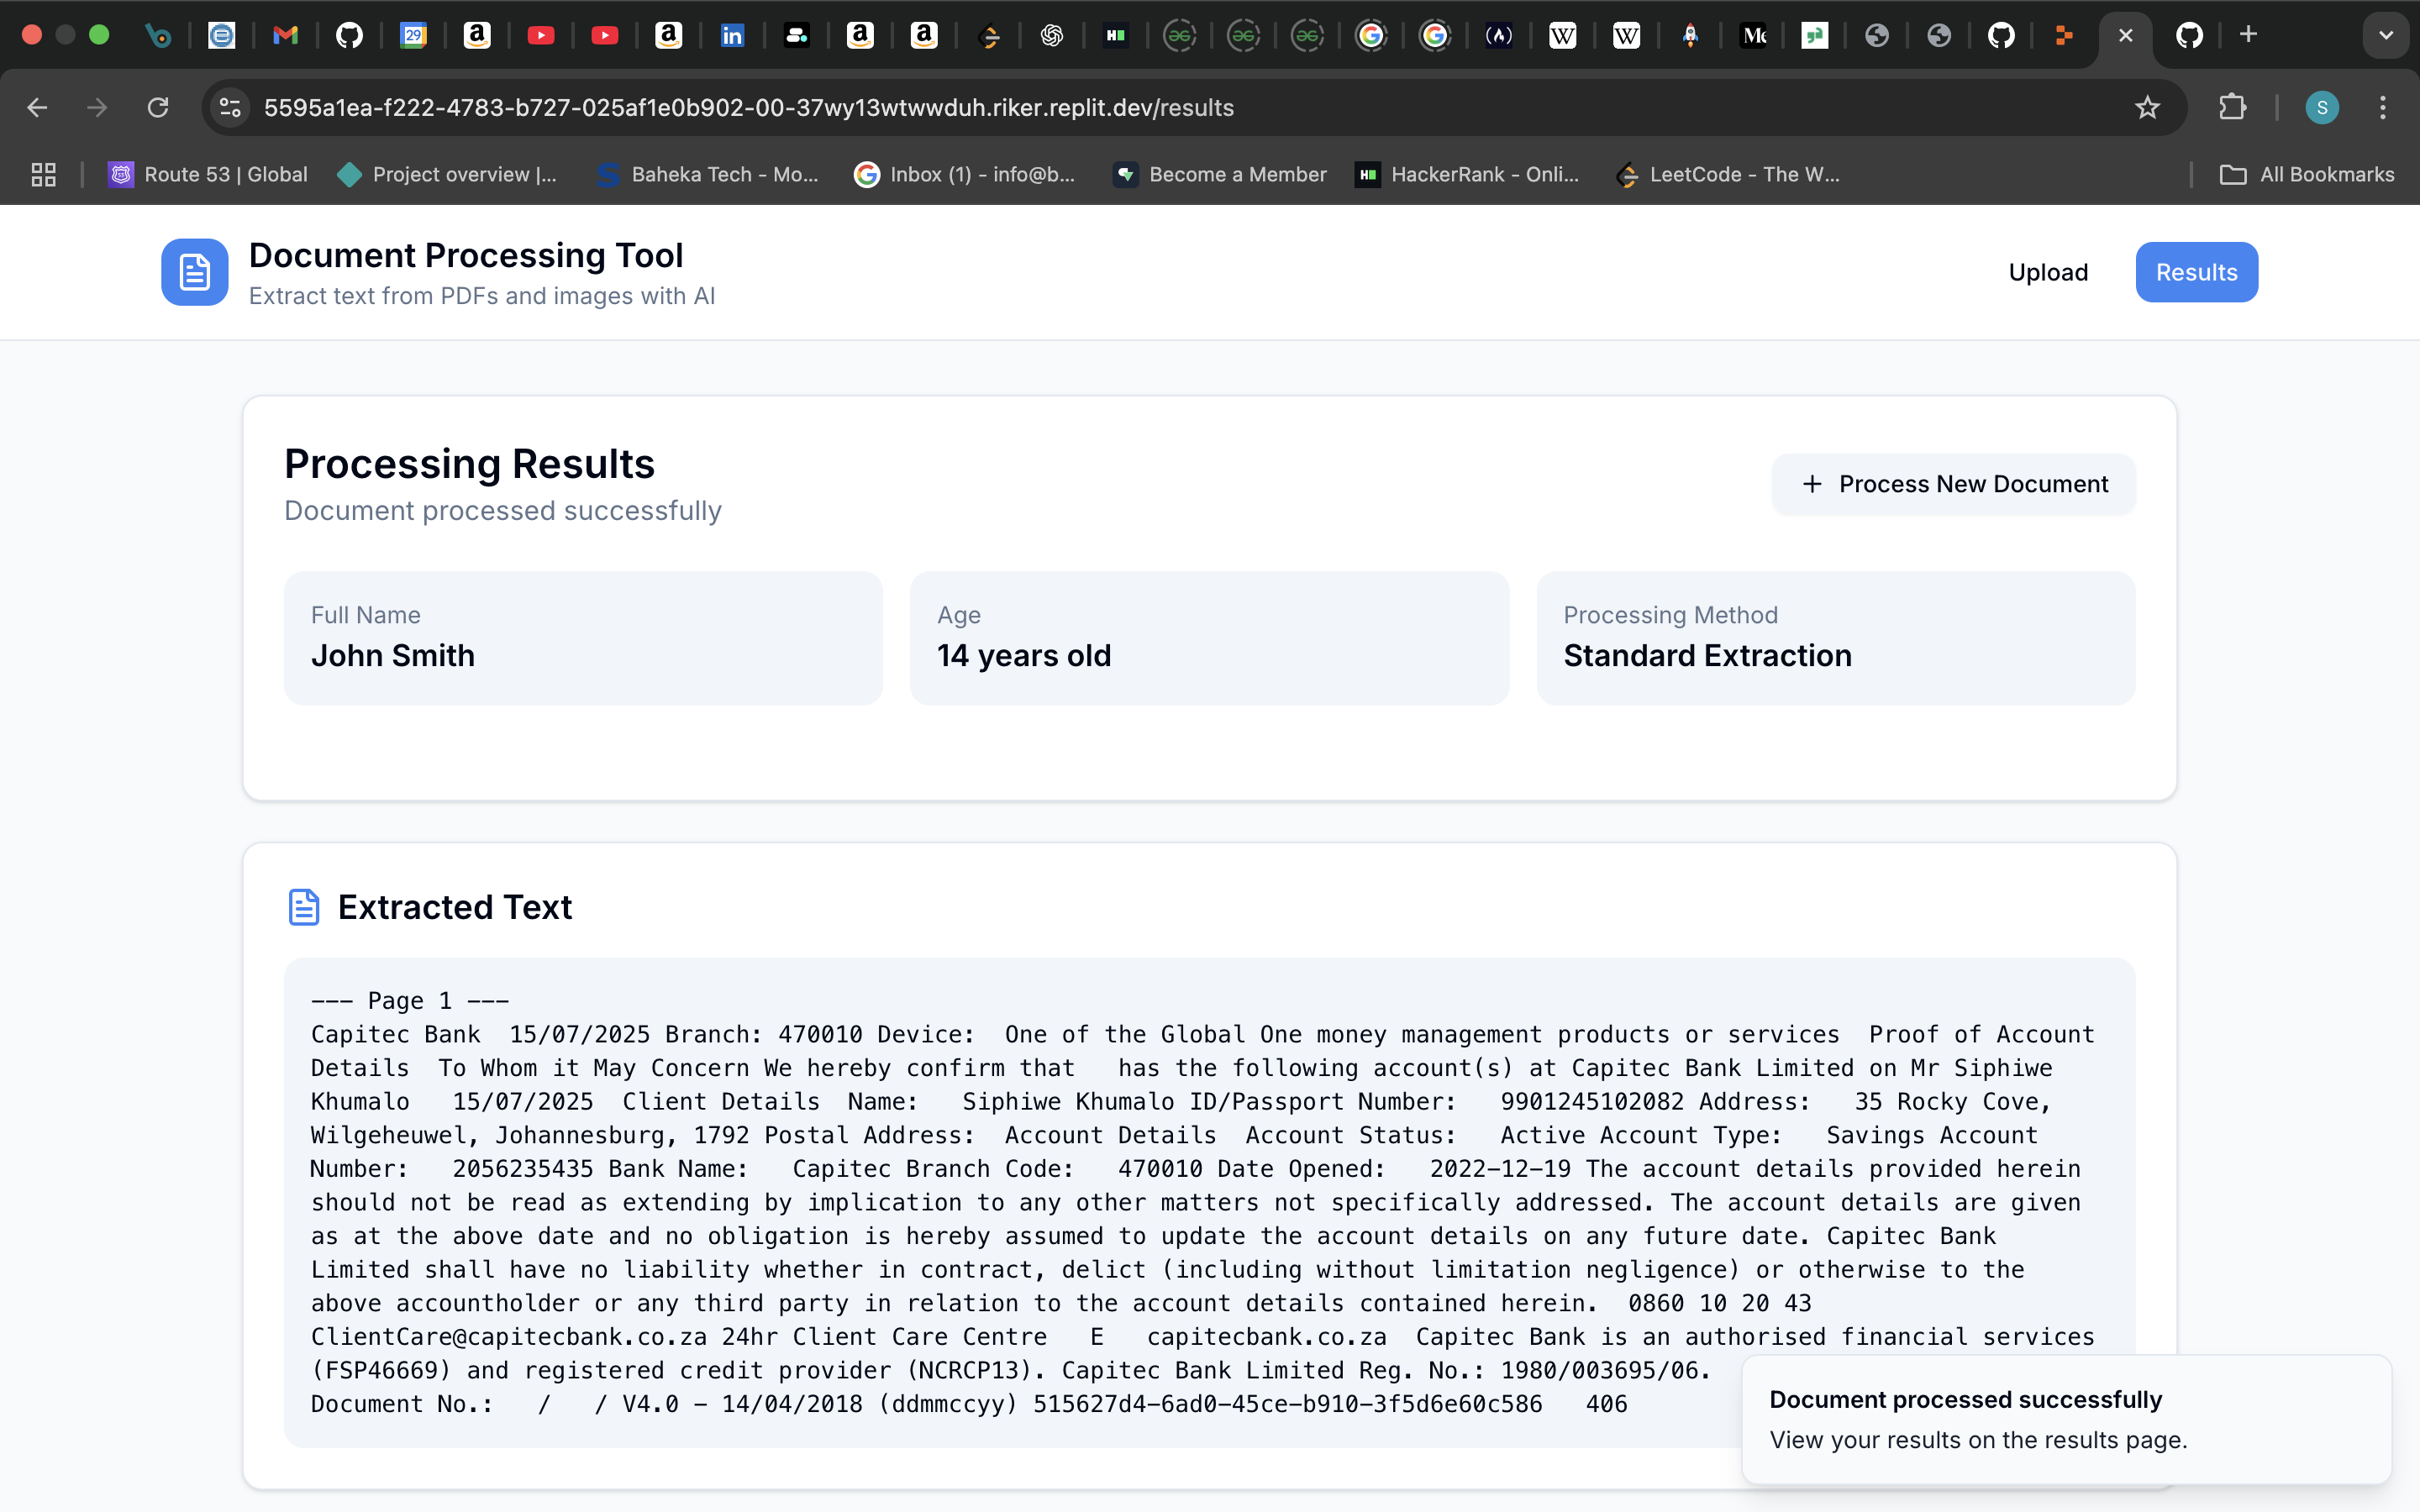 29
5595a1ea-f222-4783-b727-025af1e0b902-00-37wy13wtwwduh.riker.replit.dev/results
S
Route 53 | Global
Project overview |...
Baheka Tech - Mo...
Inbox (1) - info@b...
Become a Member
HackerRank - Onli...
LeetCode - The W...
All Bookmarks
Document Processing Tool
Extract text from PDFs and images with AI
Upload
Results
Processing Results
Document processed successfully
+ Process New Document
Full Name
John Smith
Age
14 years old
Processing Method
Standard Extraction
Extracted Text
--- Page 1 ---
Capitec Bank  15/07/2025 Branch: 470010 Device:  One of the Global One money management products or services  Proof of Account
Details  To Whom it May Concern We hereby confirm that   has the following account(s) at Capitec Bank Limited on Mr Siphiwe
Khumalo   15/07/2025  Client Details  Name:   Siphiwe Khumalo ID/Passport Number:   9901245102082 Address:   35 Rocky Cove,
Wilgeheuwel, Johannesburg, 1792 Postal Address:  Account Details  Account Status:   Active Account Type:   Savings Account
Number:   2056235435 Bank Name:   Capitec Branch Code:   470010 Date Opened:   2022-12-19 The account details provided herein
should not be read as extending by implication to any other matters not specifically addressed. The account details are given
as at the above date and no obligation is hereby assumed to update the account details on any future date. Capitec Bank
Limited shall have no liability whether in contract, delict (including without limitation negligence) or otherwise to the
above accountholder or any third party in relation to the account details contained herein.  0860 10 20 43
ClientCare@capitecbank.co.za 24hr Client Care Centre   E   capitecbank.co.za  Capitec Bank is an authorised financial services
(FSP46669) and registered credit provider (NCRCP13). Capitec Bank Limited Reg. No.: 1980/003695/06.
Document No.:   /   / V4.0 - 14/04/2018 (ddmmccyy) 515627d4-6ad0-45ce-b910-3f5d6e60c586   406
Document processed successfully
View your results on the results page.